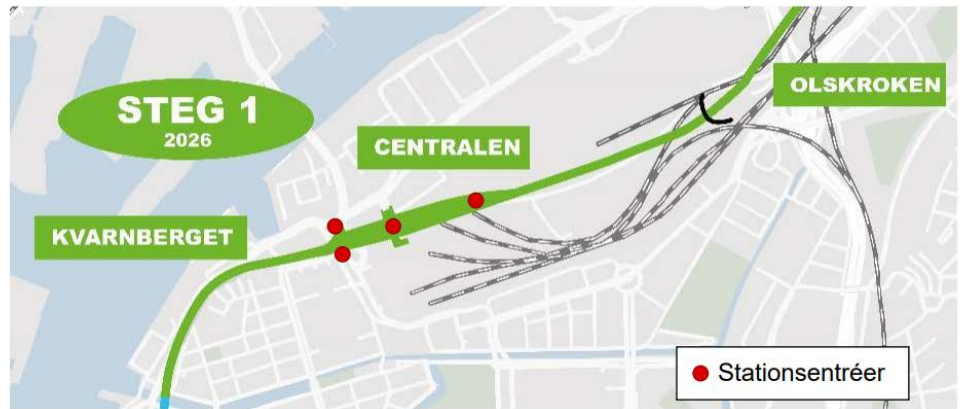 STEG 1
2026
OLSKROKEN
CENTRALEN
KVARNBERGET
Stationsentréer